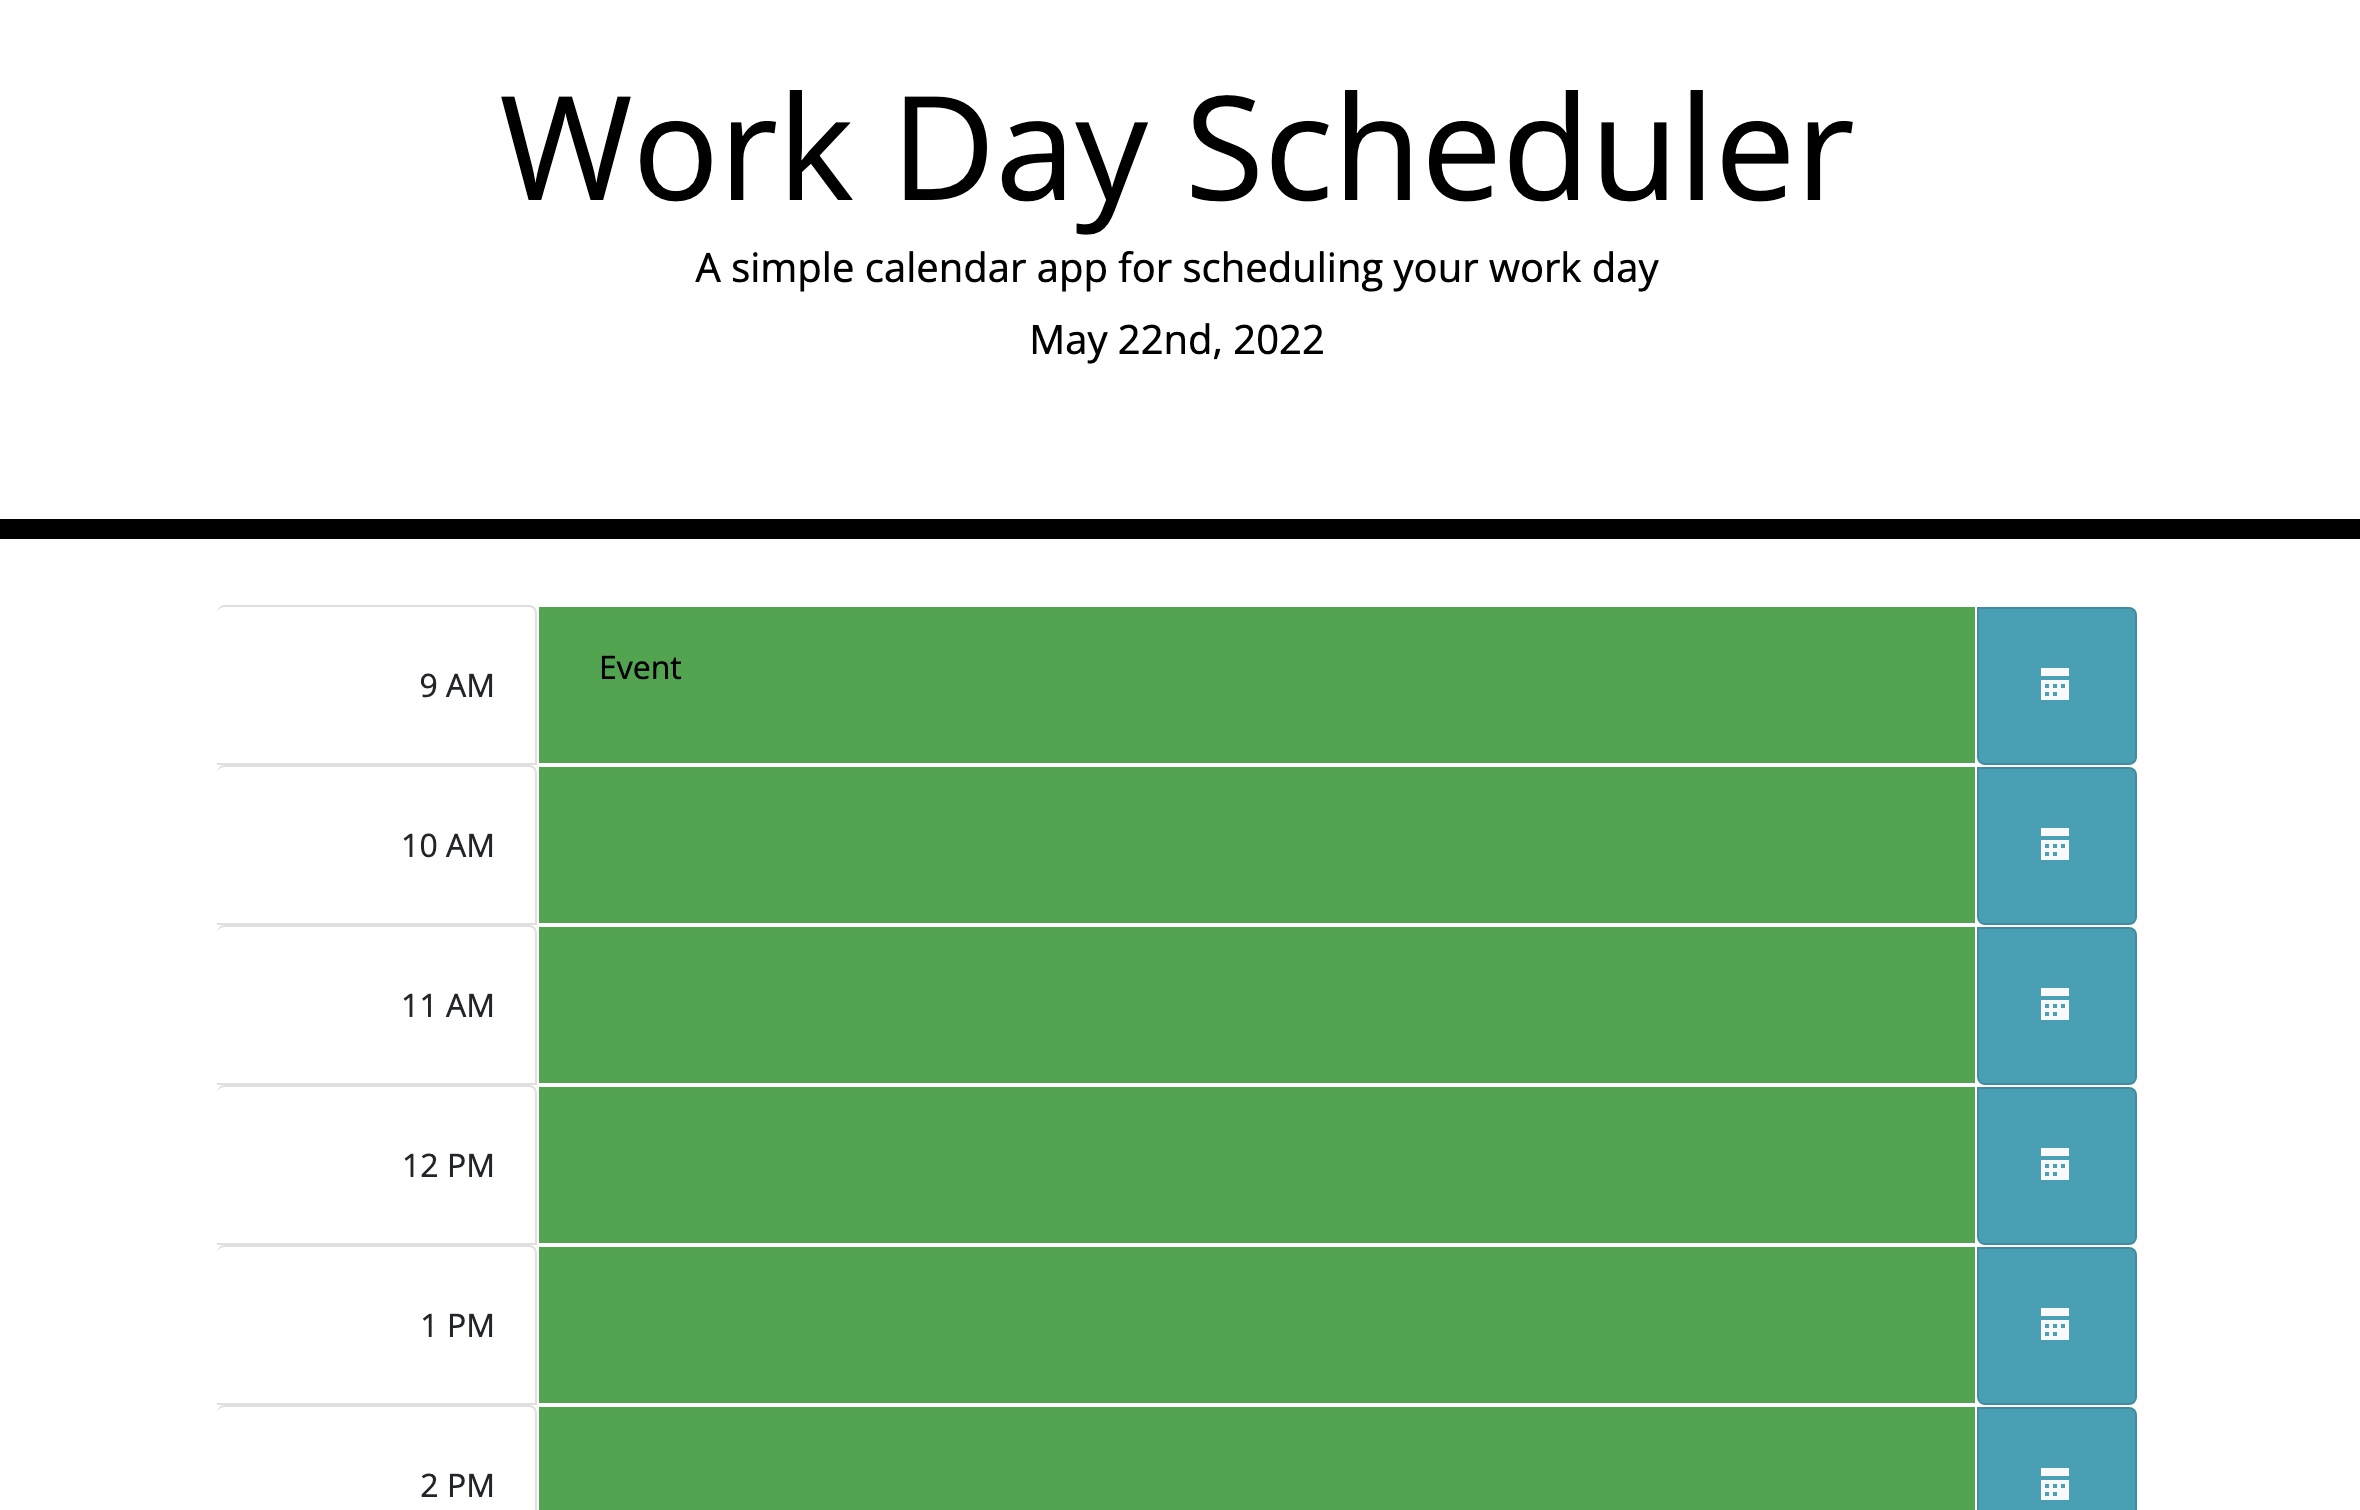 Work Day Scheduler
A simple calendar app for scheduling your work day
May 22nd, 2022
9 AM
Event
10 AM
11 AM
12 PM
1 PM
2 PM